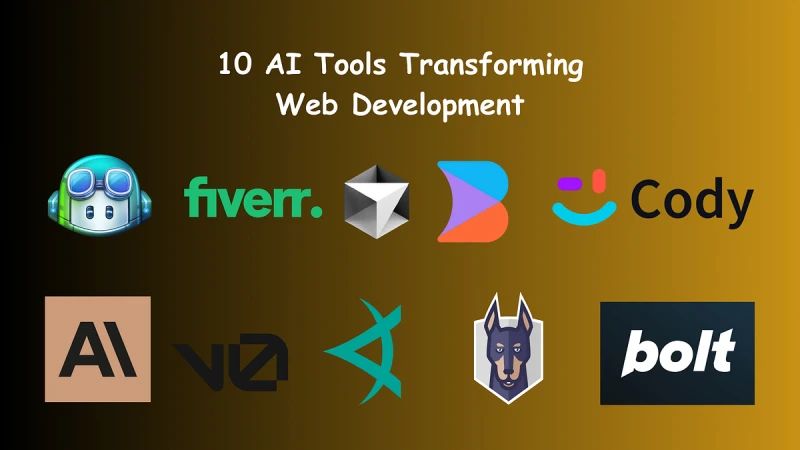 10 AI Tools Transforming
Web Development
fiverr.
Cody
AI
v0
bolt